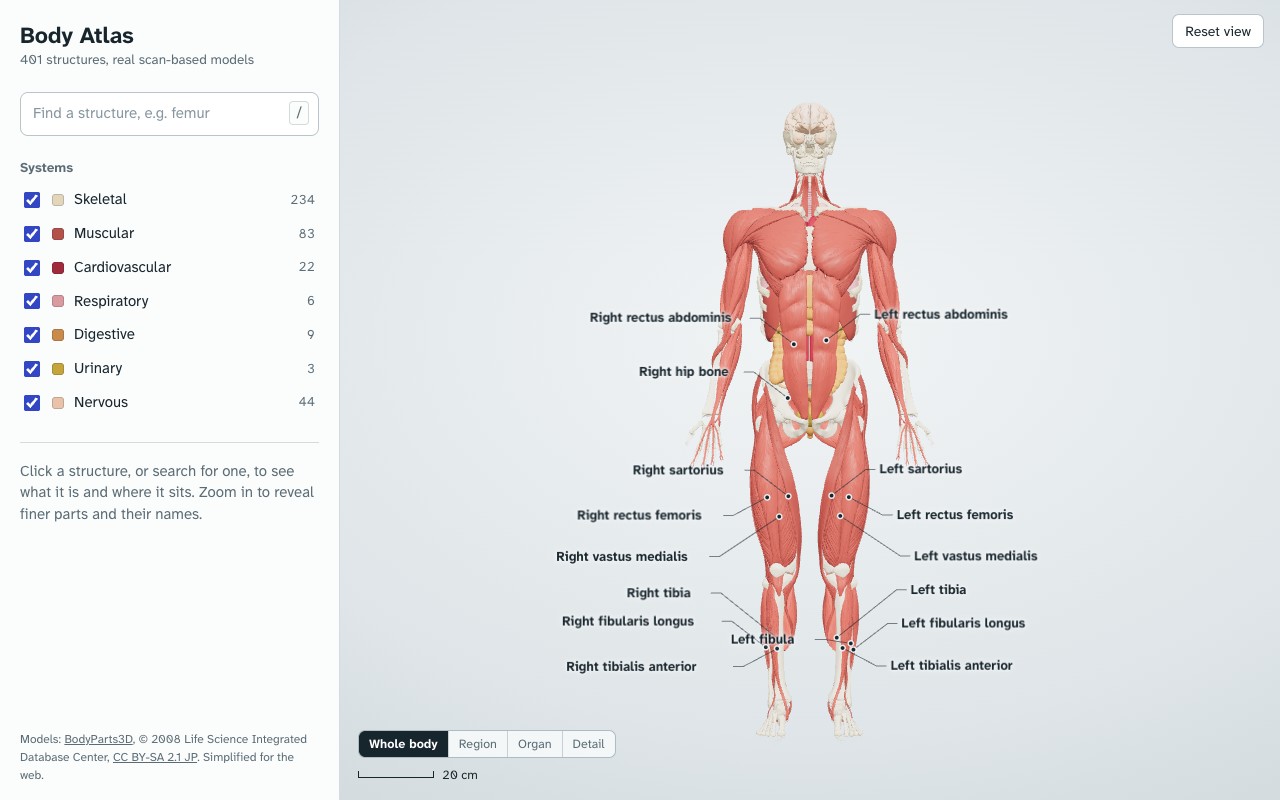 Body Atlas
401 structures, real scan-based models
Find a structure, e.g. femur /
Systems
Skeletal 234
Muscular 83
Cardiovascular 22
Respiratory 6
Digestive 9
Urinary 3
Nervous 44
Click a structure, or search for one, to see
what it is and where it sits. Zoom in to reveal
finer parts and their names.
Models: BodyParts3D, © 2008 Life Science Integrated
Database Center, CC BY-SA 2.1 JP. Simplified for the
web.
Reset view
Right rectus abdominis
Left rectus abdominis
Right hip bone
Right sartorius
Left sartorius
Right rectus femoris
Left rectus femoris
Right vastus medialis
Left vastus medialis
Right tibia
Left tibia
Right fibularis longus
Left fibularis longus
Left fibula
Right tibialis anterior
Left tibialis anterior
Whole body Region Organ Detail
20 cm